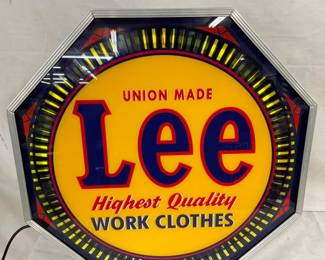 UNION MADE
Lee
Highest Quality
WORK CLOTHES